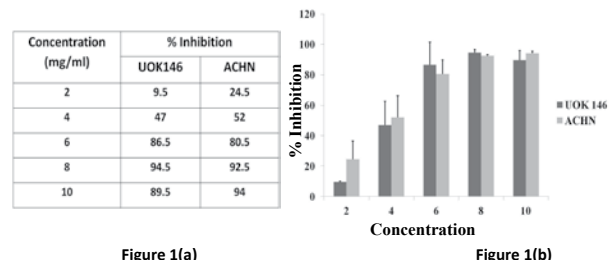 Concentration (mg/ml) % Inhibition
UOK146 ACHN
2 9.5 24.5
4 47 52
6 86.5 80.5
8 94.5 92.5
10 89.5 94
Figure 1(a)
% Inhibition
120
100
80
60
40
20
0
2 4 6 8 10
Concentration
UOK 146
ACHN
Figure 1(b)